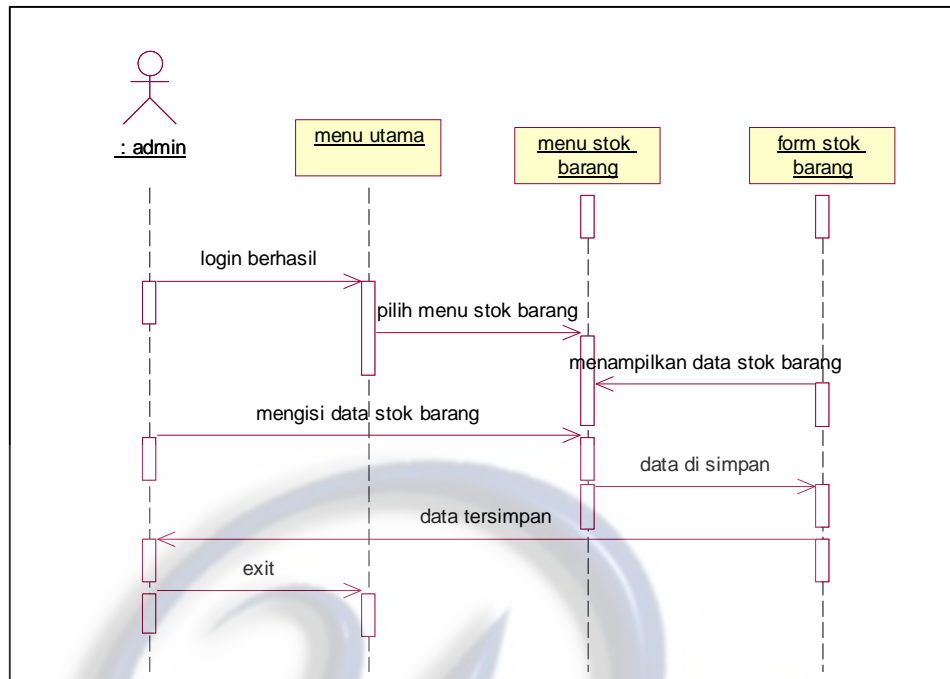 : admin
menu utama
menu stok
barang
form stok
barang
login berhasil
pilih menu stok barang
menampilkan data stok barang
mengisi data stok barang
data di simpan
data tersimpan
exit